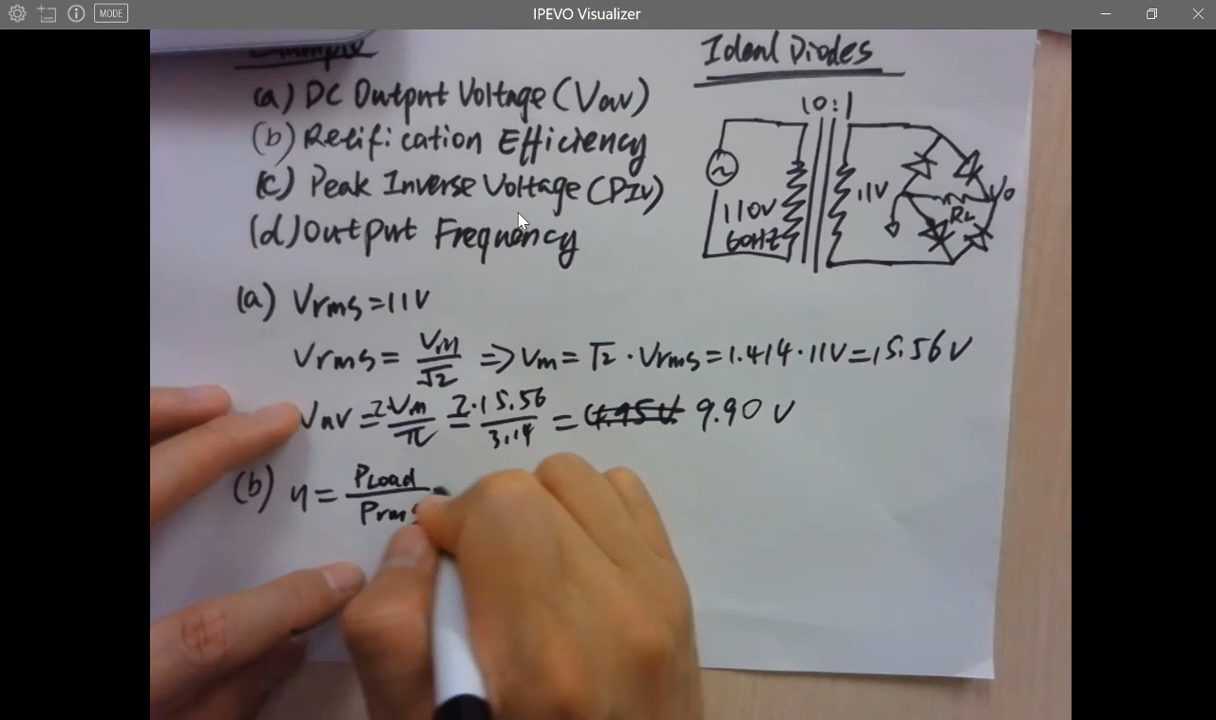 IPEVO Visualizer
MODE
Example
Ideal Diodes
(a) DC Output Voltage (Vav)
(b) Retification Efficiency
(c) Peak Inverse Voltage (PIV)
(d) Output Frequency
10:1
110V
60Hz
11V
RL
Vo
(a) Vrms = 11V
Vrms = VM/√2 => Vm = √2 · Vrms = 1.414 · 11V = 15.56V
Vav = 2Vm/π = 2·15.56/3.14 = 9.90 V
(b) η = PLoad/Prms